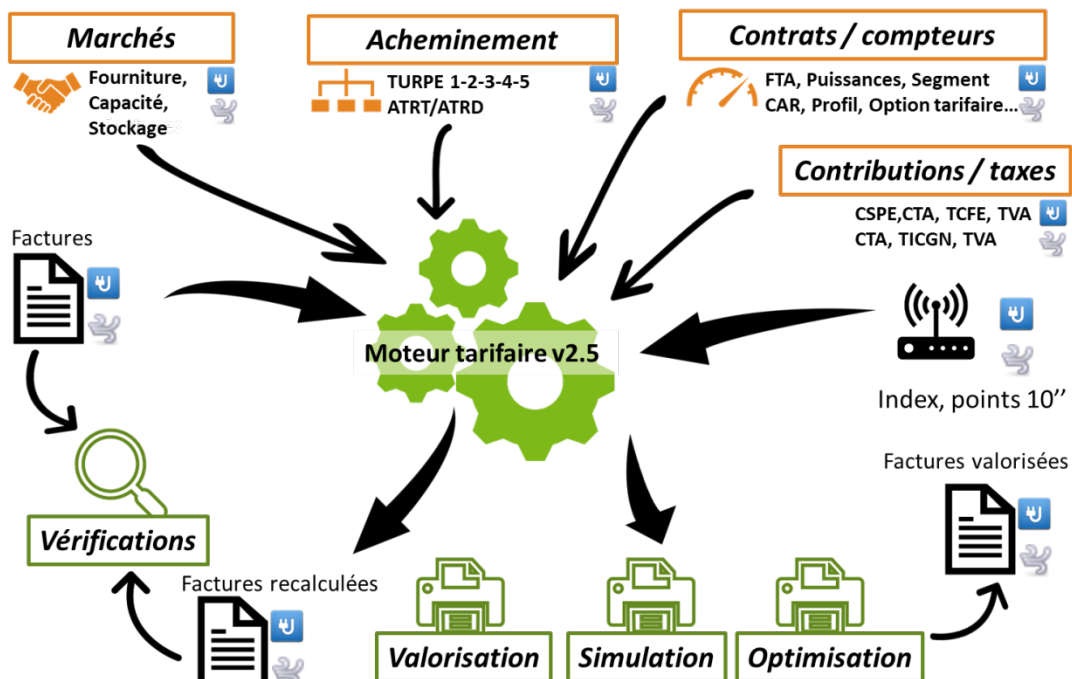 Marchés
Fourniture,
Capacité,
Stockage
Acheminement
TURPE 1-2-3-4-5
ATRT/ATRD
Contrats / compteurs
FTA, Puissances, Segment
CAR, Profil, Option tarifaire...
Contributions / taxes
CSPE,CTA, TCFE, TVA
CTA, TICGN, TVA
Factures
Moteur tarifaire v2.5
Index, points 10’’
Factures valorisées
Vérifications
Factures recalculées
Valorisation
Simulation
Optimisation